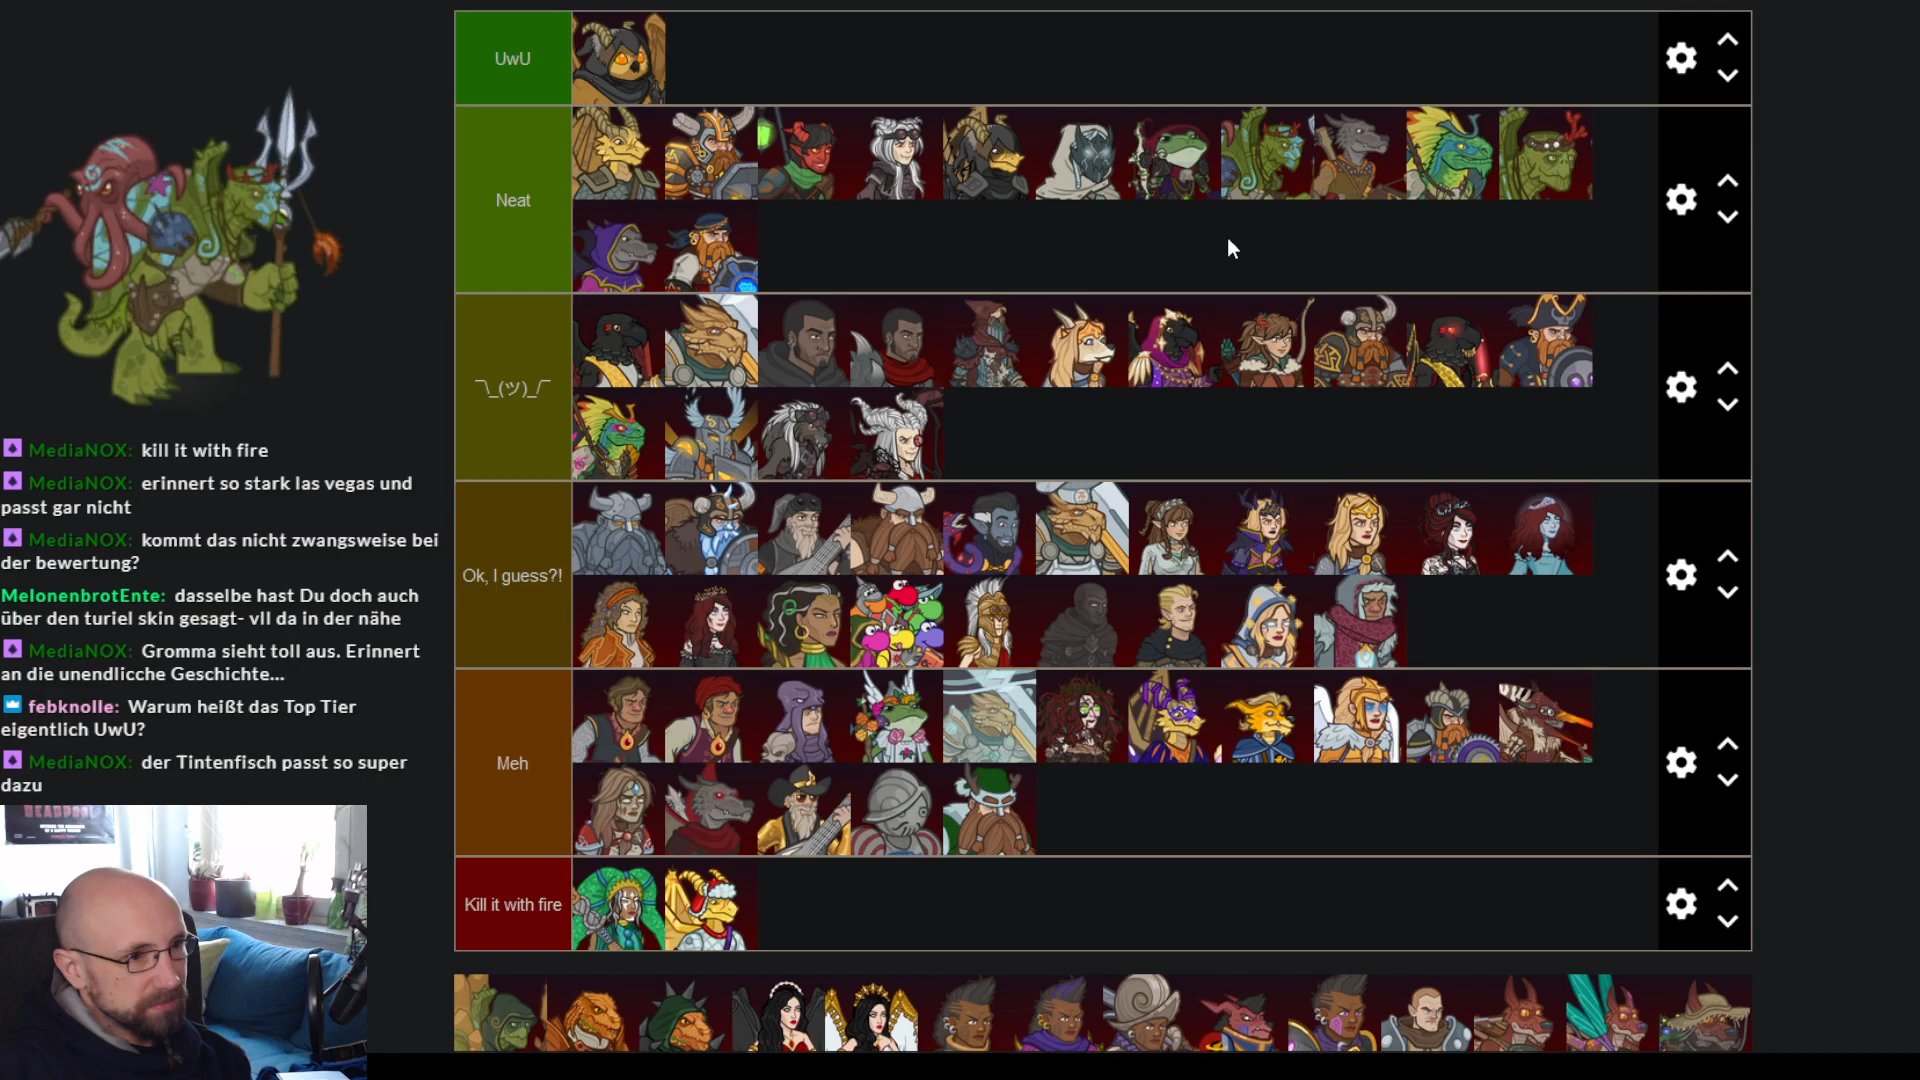 UwU
Neat
¯\_(ツ)_/¯
Ok, I guess?!
Meh
Kill it with fire
MediaNOX: kill it with fire
MediaNOX: erinnert so stark las vegas und
passt gar nicht
MediaNOX: kommt das nicht zwangsweise bei
der bewertung?
MelonenbrotEnte: dasselbe hast Du doch auch
über den turiel skin gesagt- vll da in der nähe
MediaNOX: Gromma sieht toll aus. Erinnert
an die unendlicche Geschichte...
febknolle: Warum heißt das Top Tier
eigentlich UwU?
MediaNOX: der Tintenfisch passt so super
dazu
DEADPOOL